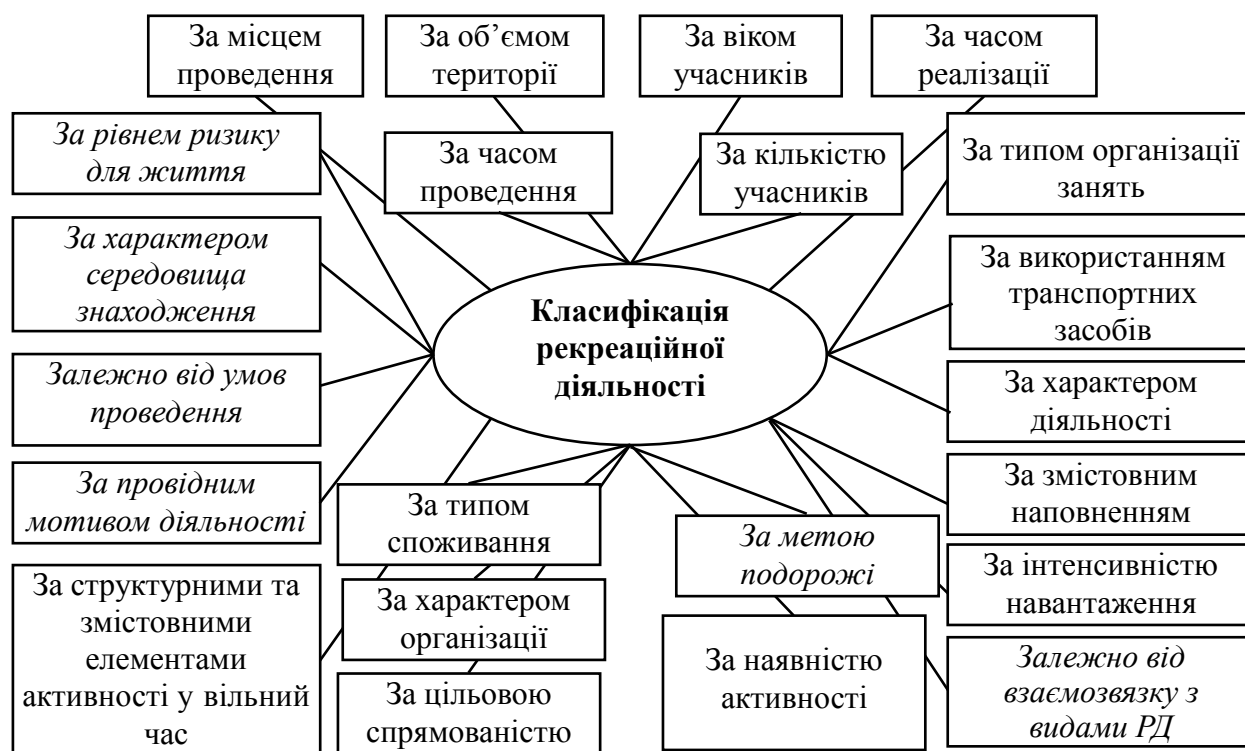 За місцем
проведення
За об’ємом
території
За віком
учасників
За часом
реалізації
За рівнем ризику
для життя
За часом
проведення
За кількістю
учасників
За типом організації
занять
За характером
середовища
знаходження
За використанням
транспортних
засобів
Класифікація
рекреаційної
діяльності
Залежно від умов
проведення
За характером
діяльності
За провідним
мотивом діяльності
За типом
споживання
За метою
подорожі
За змістовним
наповненням
За структурними та
змістовними
елементами
активності у вільний
час
За характером
організації
За інтенсивністю
навантаження
За цільовою
спрямованістю
За наявністю
активності
Залежно від
взаємозвязку з
видами РД